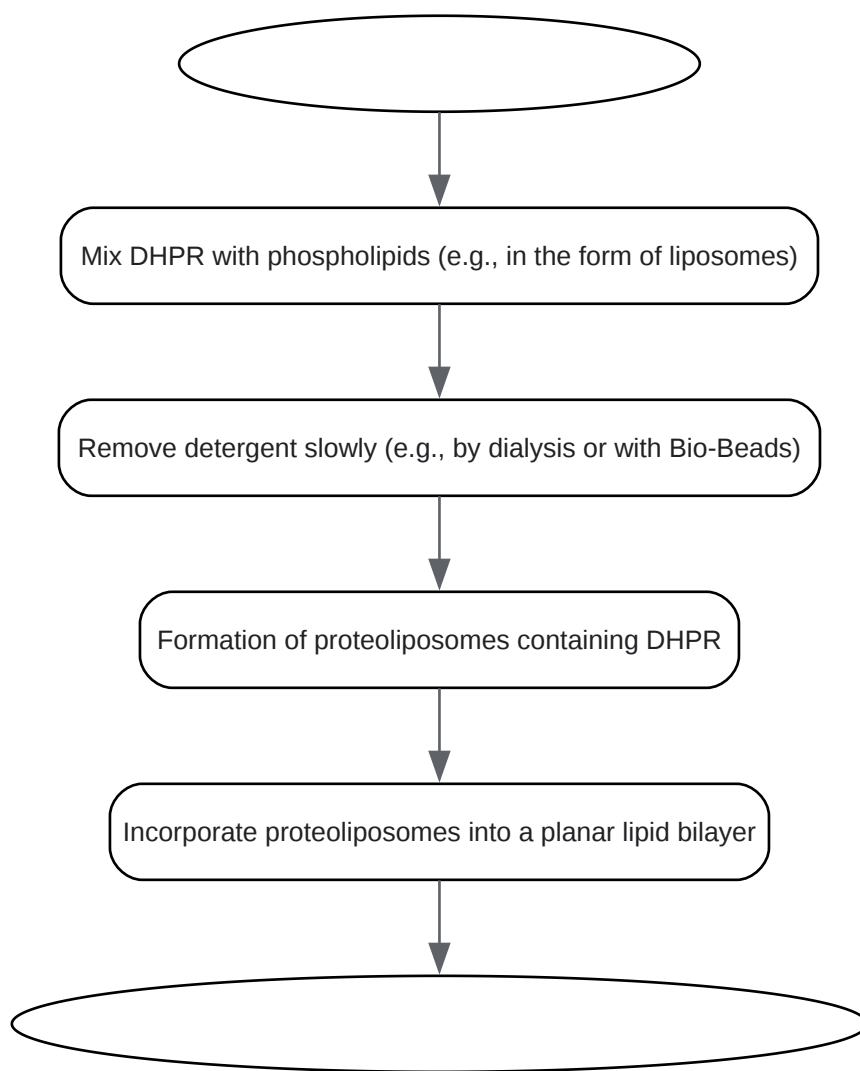 Mix DHPR with phospholipids (e.g., in the form of liposomes)
Remove detergent slowly (e.g., by dialysis or with Bio-Beads)
Formation of proteoliposomes containing DHPR
Incorporate proteoliposomes into a planar lipid bilayer